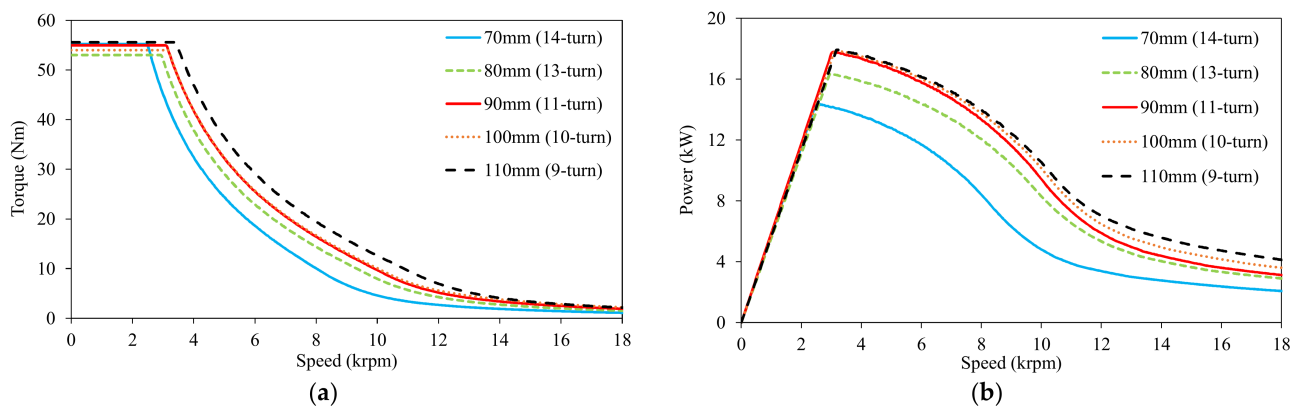 60
50
40
30
20
10
0
Torque (Nm)
0 2 4 6 8 10 12 14 16 18
Speed (krpm)
70mm (14-turn)
80mm (13-turn)
90mm (11-turn)
100mm (10-turn)
110mm (9-turn)
(a)
20
16
12
8
4
0
Power (kW)
0 2 4 6 8 10 12 14 16 18
Speed (krpm)
70mm (14-turn)
80mm (13-turn)
90mm (11-turn)
100mm (10-turn)
110mm (9-turn)
(b)